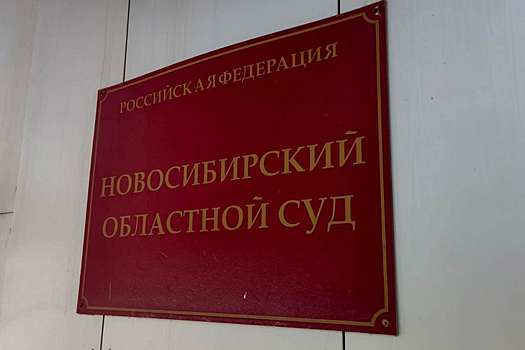 РОССИЙСКАЯ ФЕДЕРАЦИЯ
НОВОСИБИРСКИЙ
ОБЛАСТНОЙ СУД